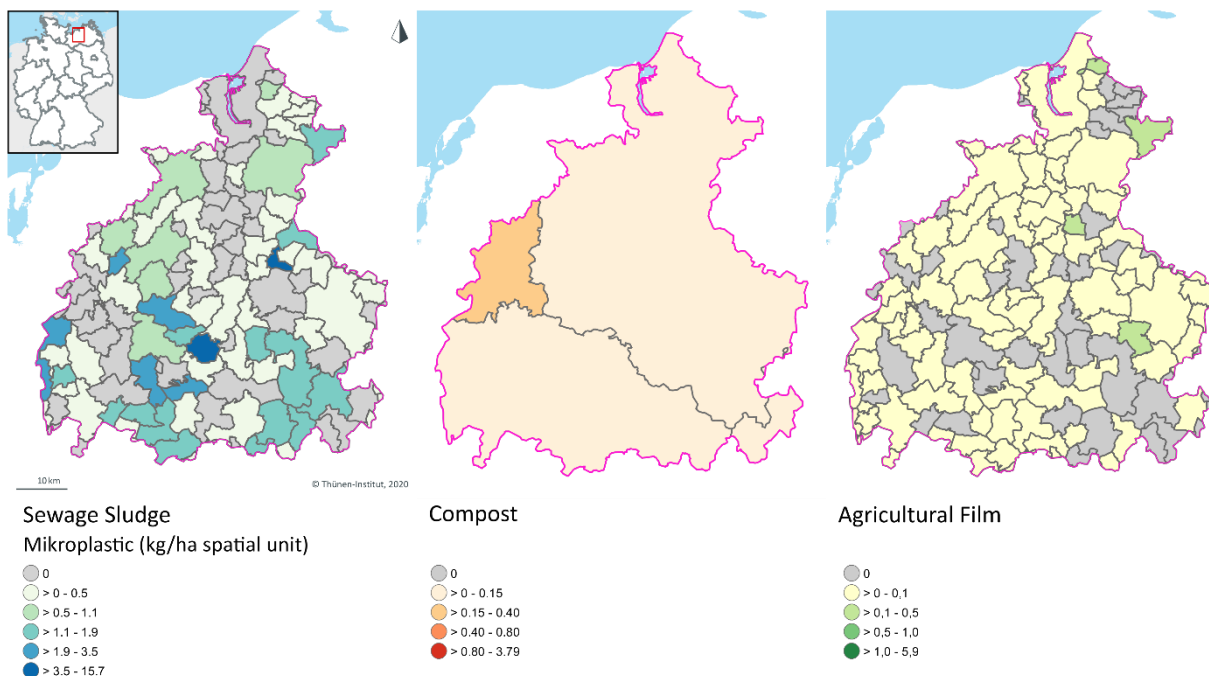 10 km
© Thünen-Institut, 2020
Sewage Sludge
Mikroplastic (kg/ha spatial unit)
0
> 0 - 0.5
> 0.5 - 1.1
> 1.1 - 1.9
> 1.9 - 3.5
> 3.5 - 15.7
Compost
0
> 0 - 0.15
> 0.15 - 0.40
> 0.40 - 0.80
> 0.80 - 3.79
Agricultural Film
0
> 0 - 0,1
> 0,1 - 0,5
> 0,5 - 1,0
> 1,0 - 5,9